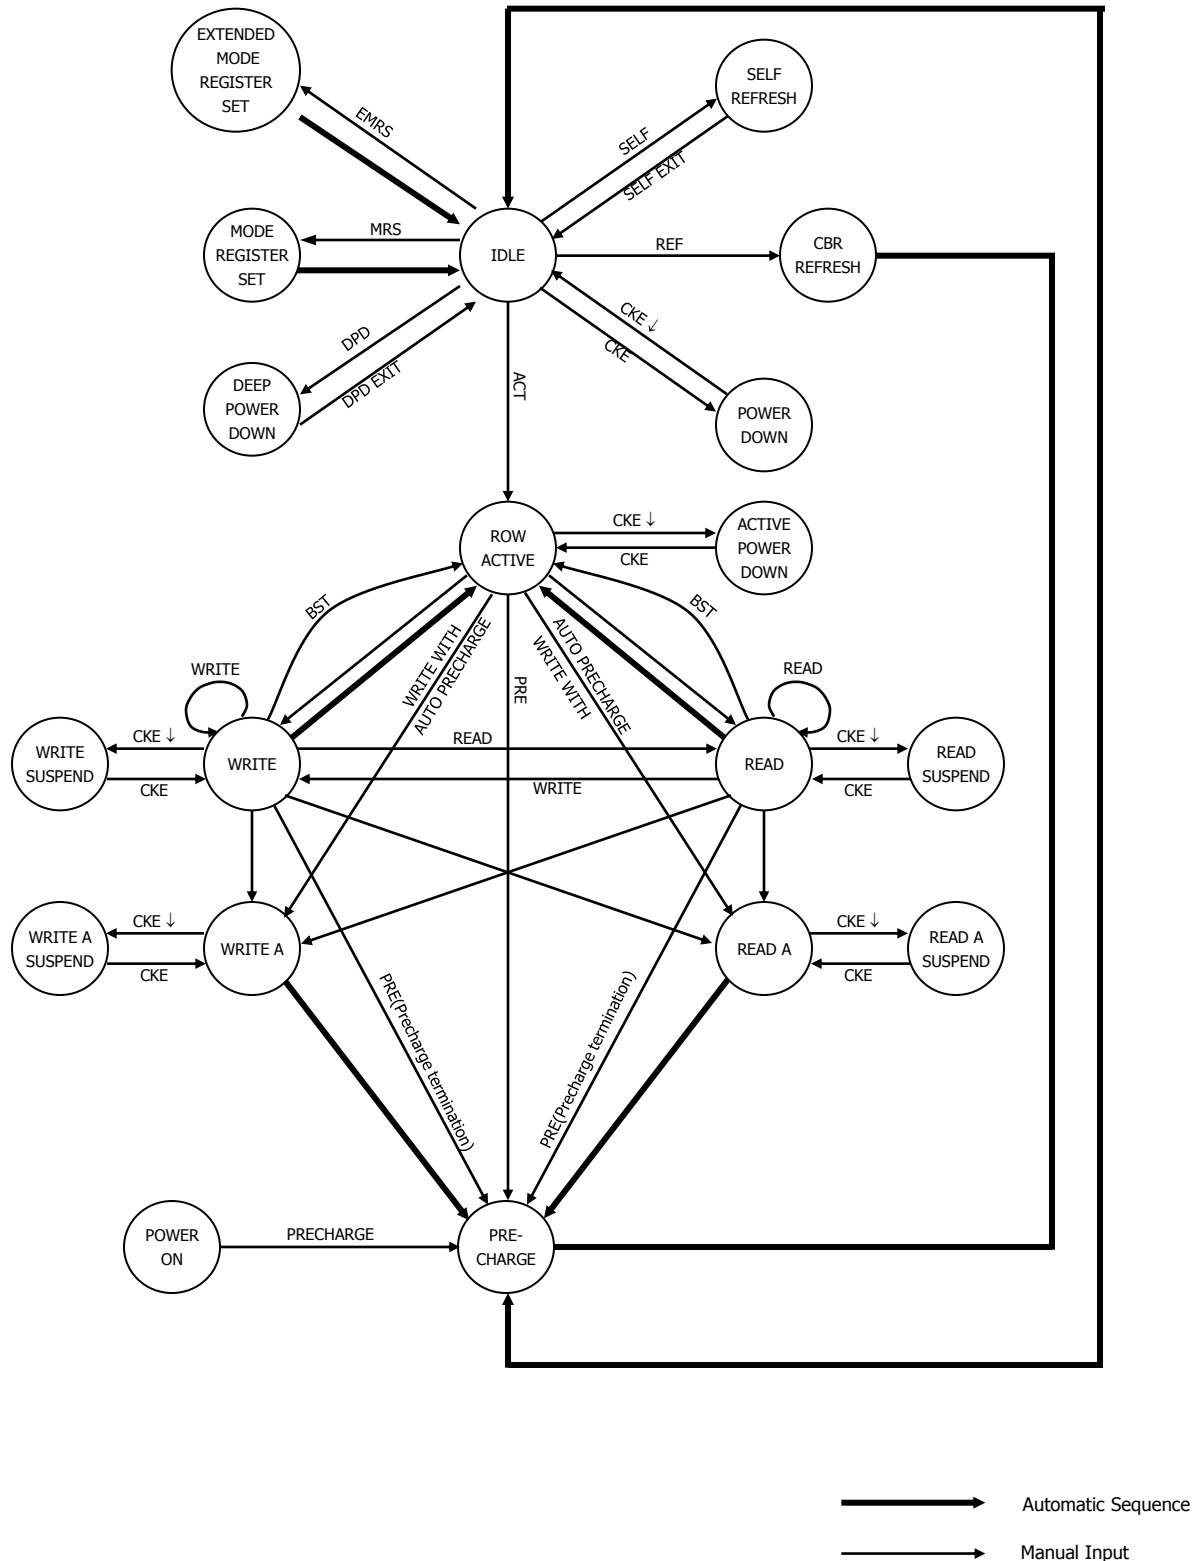 EXTENDED
MODE
REGISTER
SET
SELF
REFRESH
EMRS
SELF
SELF EXIT
MODE
REGISTER
SET
MRS
IDLE
REF
CBR
REFRESH
DPD
DPD EXIT
CKE ↓
CKE
ACT
DEEP
POWER
DOWN
POWER
DOWN
ROW
ACTIVE
CKE ↓
CKE
ACTIVE
POWER
DOWN
BST
BST
WRITE WITH
AUTO PRECHARGE
PRE
AUTO PRECHARGE
WRITE WITH
WRITE
READ
WRITE
SUSPEND
CKE ↓
CKE
WRITE
READ
WRITE
READ
CKE ↓
CKE
READ
SUSPEND
WRITE A
SUSPEND
CKE ↓
CKE
WRITE A
READ A
CKE ↓
CKE
READ A
SUSPEND
PRE(Precharge termination)
PRE(Precharge termination)
POWER
ON
PRECHARGE
PRE-
CHARGE
Automatic Sequence
Manual Input